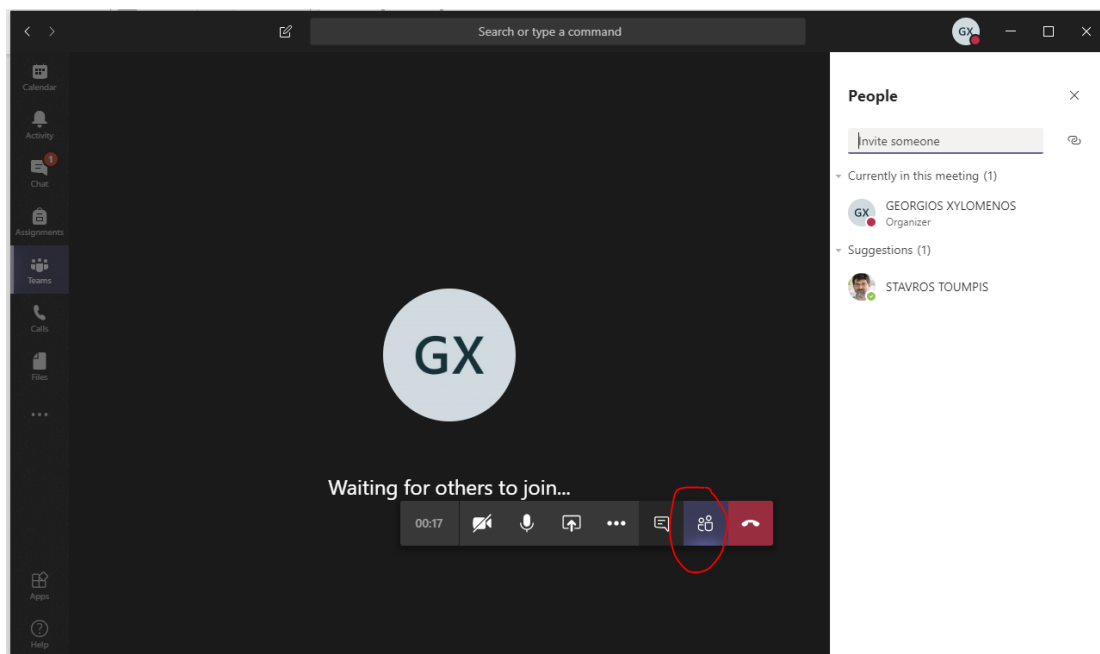 Search or type a command
GX
Calendar
Activity
1
Chat
Assignments
Teams
Calls
Files
Apps
Help
GX
Waiting for others to join...
00:17
People
Invite someone
Currently in this meeting (1)
GX
GEORGIOS XYLOMENOS
Organizer
Suggestions (1)
STAVROS TOUMPIS